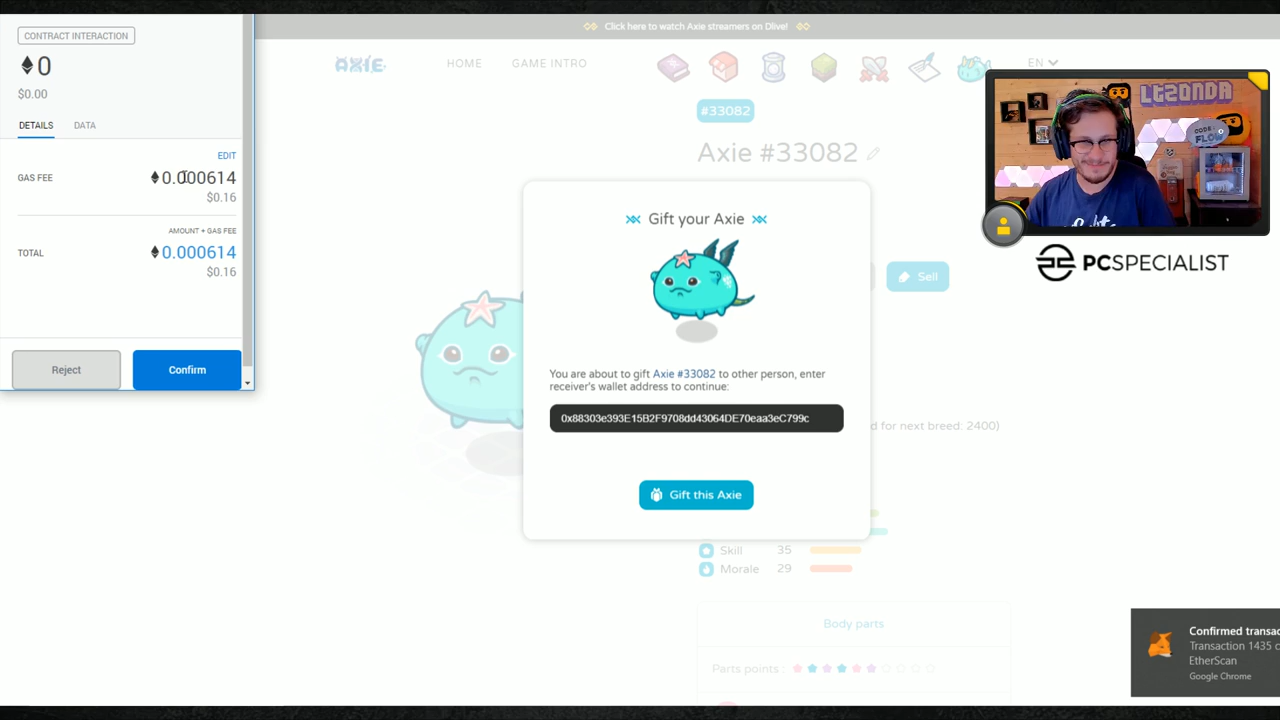 CONTRACT INTERACTION
0
$0.00
DETAILS DATA
EDIT
GAS FEE 0.000614
$0.16
AMOUNT + GAS FEE
TOTAL 0.000614
$0.16
Reject Confirm
Click here to watch Axie streamers on Dlive!
AXIE HOME GAME INTRO EN
#33082
Axie #33082
Gift your Axie
Sell
You are about to gift Axie #33082 to other person, enter
receiver's wallet address to continue:
0x88303e393E15B2F9708dd43064DE70eaa3eC799c
d for next breed: 2400)
Gift this Axie
Skill 35
Morale 29
Body parts
Parts points :
LTZONDA
CODE
FLOW
PCSPECIALIST
Confirmed transac
Transaction 1435 c
EtherScan
Google Chrome